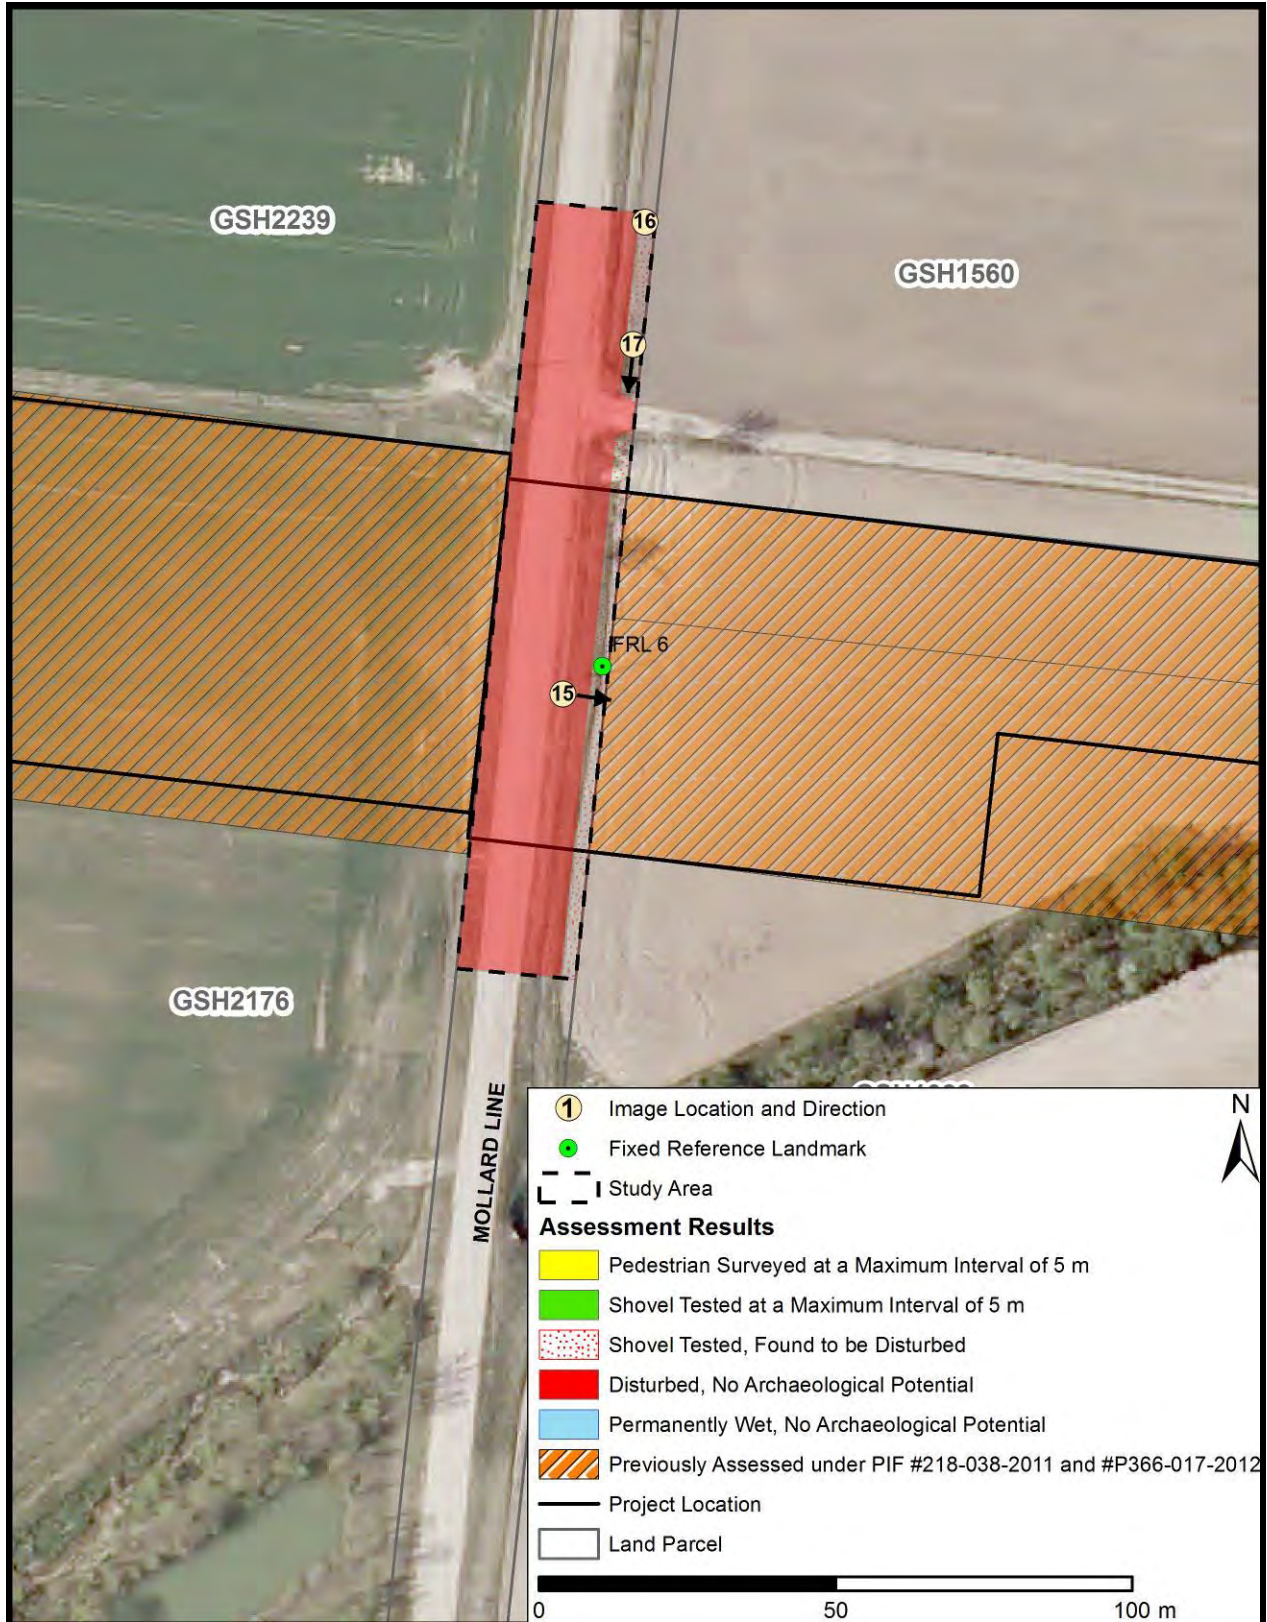 GSH2239
16
GSH1560
17
FRL 6
15
GSH2176
MOLLARD LINE
1 Image Location and Direction
N
Fixed Reference Landmark
Study Area
Assessment Results
Pedestrian Surveyed at a Maximum Interval of 5 m
Shovel Tested at a Maximum Interval of 5 m
Shovel Tested, Found to be Disturbed
Disturbed, No Archaeological Potential
Permanently Wet, No Archaeological Potential
Previously Assessed under PIF #218-038-2011 and #P366-017-2012
Project Location
Land Parcel
0 50 100 m